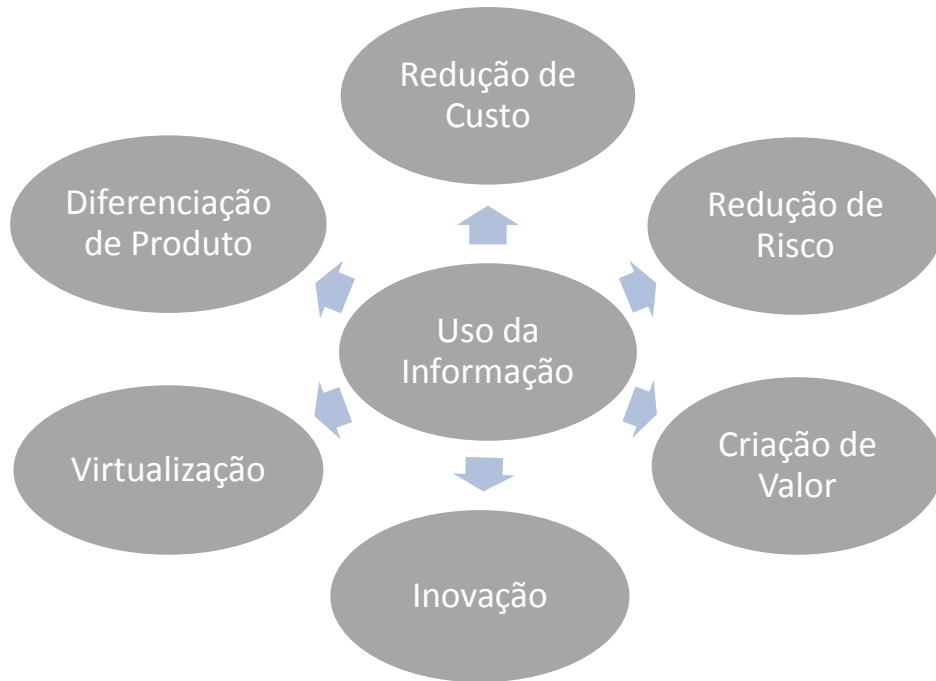 Redução de
Custo
Diferenciação
de Produto
Redução de
Risco
Uso da
Informação
Virtualização
Criação de
Valor
Inovação